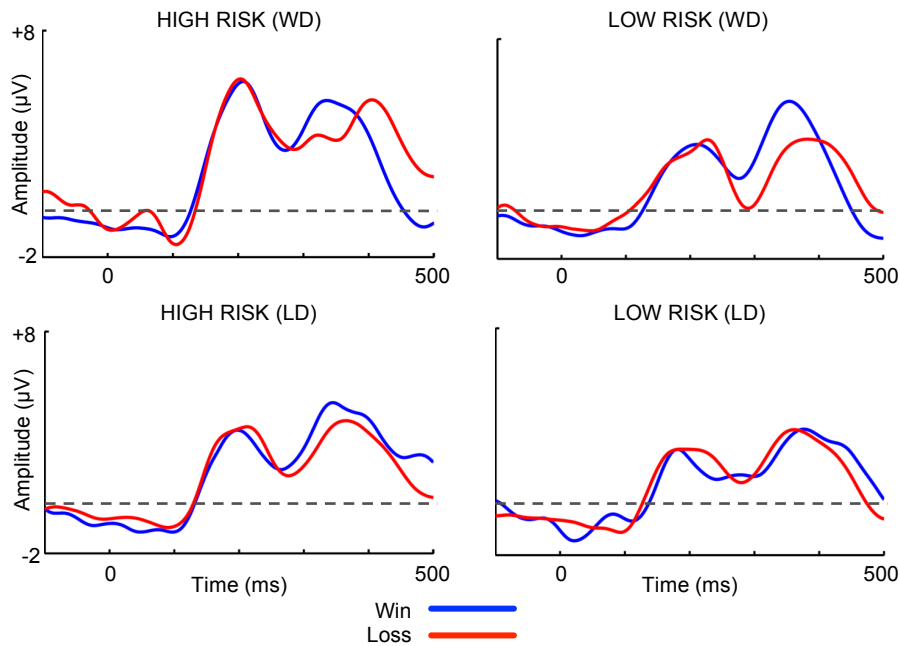 HIGH RISK (WD)
LOW RISK (WD)
+8
Amplitude (µV)
-2
0
500
0
500
HIGH RISK (LD)
LOW RISK (LD)
+8
Amplitude (µV)
-2
0
Time (ms)
500
0
Time (ms)
500
Win
Loss